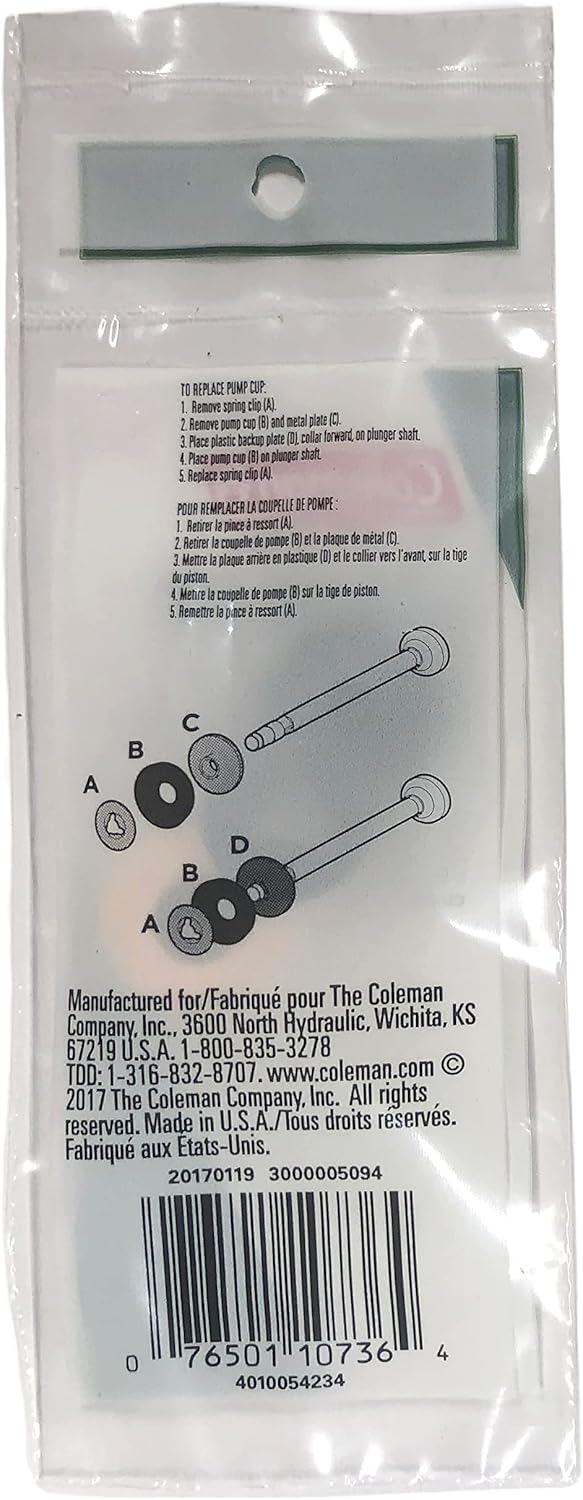 TO REPLACE PUMP CUP:
1. Remove spring clip (A).
2. Remove pump cup (B) and metal plate (C).
3. Place plastic backup plate (D), collar forward, on plunger shaft.
4. Place pump cup (B) on plunger shaft.
5. Replace spring clip (A).
POUR REMPLACER LA COUPELLE DE POMPE :
1. Retirer la pince à ressort (A).
2. Retirer la coupelle de pompe (B) et la plaque de métal (C).
3. Mettre la plaque arrière en plastique (D) et le collier vers l'avant, sur la tige
du piston.
4. Mettre la coupelle de pompe (B) sur la tige de piston.
5. Remettre la pince à ressort (A).
C
B
A
D
B
A
Manufactured for/Fabriqué pour The Coleman
Company, Inc., 3600 North Hydraulic, Wichita, KS
67219 U.S.A. 1-800-835-3278
TDD: 1-316-832-8707. www.coleman.com ©
2017 The Coleman Company, Inc. All rights
reserved. Made in U.S.A./Tous droits réservés.
Fabriqué aux États-Unis.
20170119 3000005094
0 76501 10736 4
4010054234